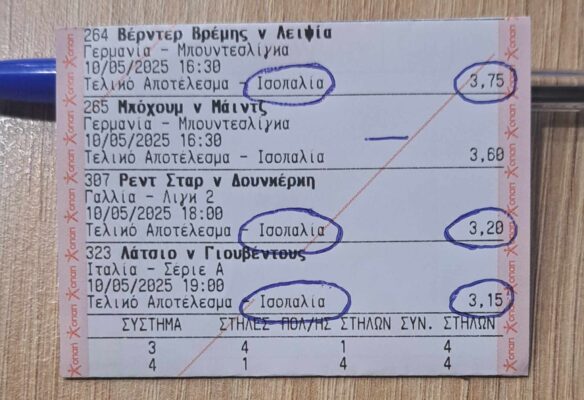 264 Βέρντερ Βρέμης v Λειψία
Γερμανία - Μπουντεσλίγκα
10/05/2025 16:30
Τελικό Αποτέλεσμα - Ισοπαλία 3,75
265 Μπόχουμ v Μάιντζ
Γερμανία - Μπουντεσλίγκα
10/05/2025 16:30
Τελικό Αποτέλεσμα - Ισοπαλία 3,60
307 Ρεντ Σταρ v Δουνκέρκη
Γαλλία - Λιγκ 2
10/05/2025 18:00
Τελικό Αποτέλεσμα - Ισοπαλία 3,20
323 Λάτσιο v Γιουβέντους
Ιταλία - Σέριε Α
10/05/2025 19:00
Τελικό Αποτέλεσμα - Ισοπαλία 3,15
ΣΥΣΤΗΜΑ ΣΤΗΛΕΣ ΠΟΛ/ΗΣ ΣΤΗΛΩΝ ΣΥΝ. ΣΤΗΛΩΝ
3 4 1 4
4 1 4 4